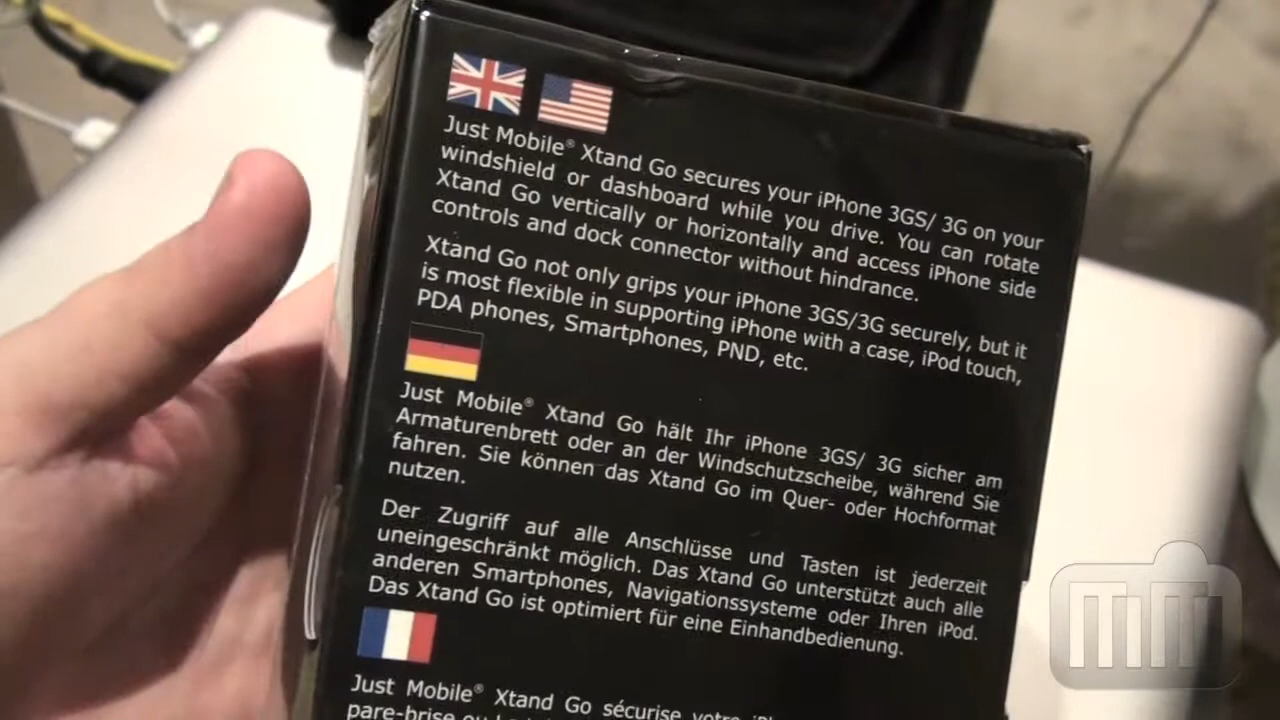 Just Mobile® Xtand Go secures your iPhone 3GS/ 3G on your
windshield or dashboard while you drive. You can rotate
Xtand Go vertically or horizontally and access iPhone side
controls and dock connector without hindrance.
Xtand Go not only grips your iPhone 3GS/3G securely, but it
is most flexible in supporting iPhone with a case, iPod touch,
PDA phones, Smartphones, PND, etc.
Just Mobile® Xtand Go hält Ihr iPhone 3GS/ 3G sicher am
Armaturenbrett oder an der Windschutzscheibe, während Sie
fahren. Sie können das Xtand Go im Quer- oder Hochformat
nutzen.
Der Zugriff auf alle Anschlüsse und Tasten ist jederzeit
uneingeschränkt möglich. Das Xtand Go unterstützt auch alle
anderen Smartphones, Navigationssysteme oder Ihren iPod.
Das Xtand Go ist optimiert für eine Einhandbedienung.
Just Mobile® Xtand Go sécurise votre
pare-brise ou